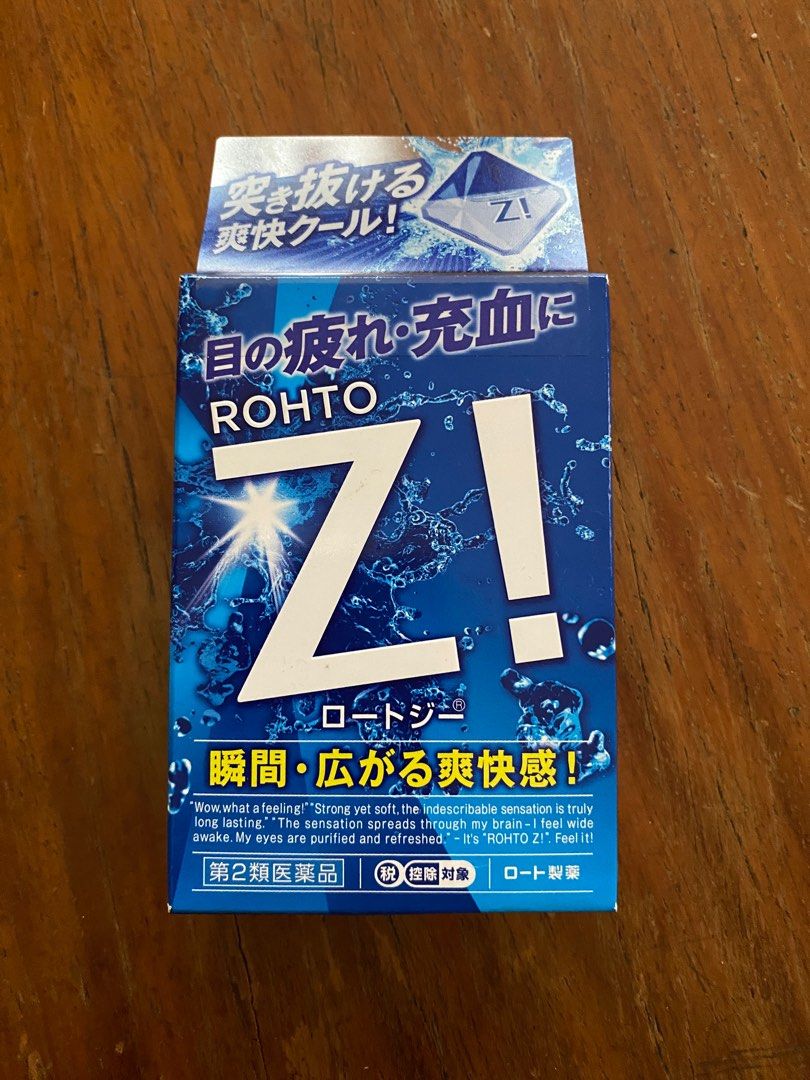 突き抜ける
爽快クール!
Z!
目の疲れ・充血に
ROHTO
Z!
ロートジー®
瞬間・広がる爽快感!
"Wow,what a feeling!" "Strong yet soft,the indescribable sensation is truly
long lasting." "The sensation spreads through my brain – I feel wide
awake. My eyes are purified and refreshed." – It's "ROHTO Z!". Feel it!
第2類医薬品 税 控除 対象 ロート製薬